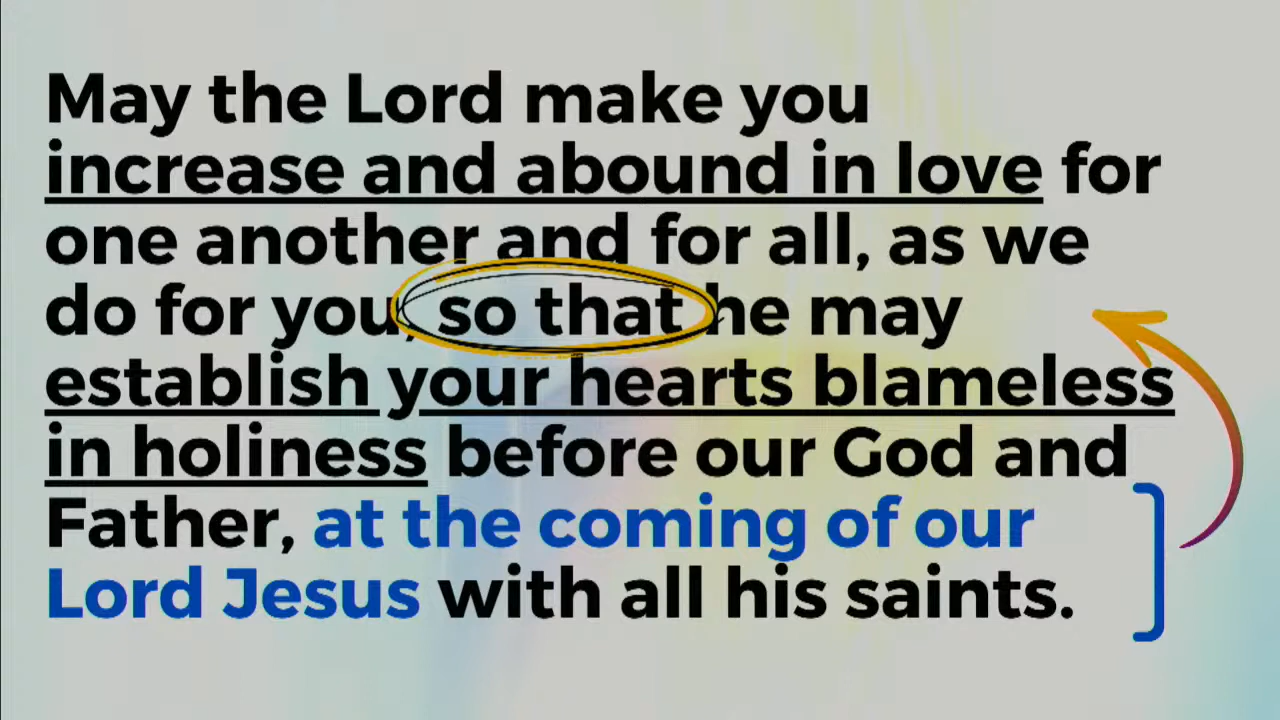 May the Lord make you
increase and abound in love for
one another and for all, as we
do for you, so that he may
establish your hearts blameless
in holiness before our God and
Father, at the coming of our
Lord Jesus with all his saints.